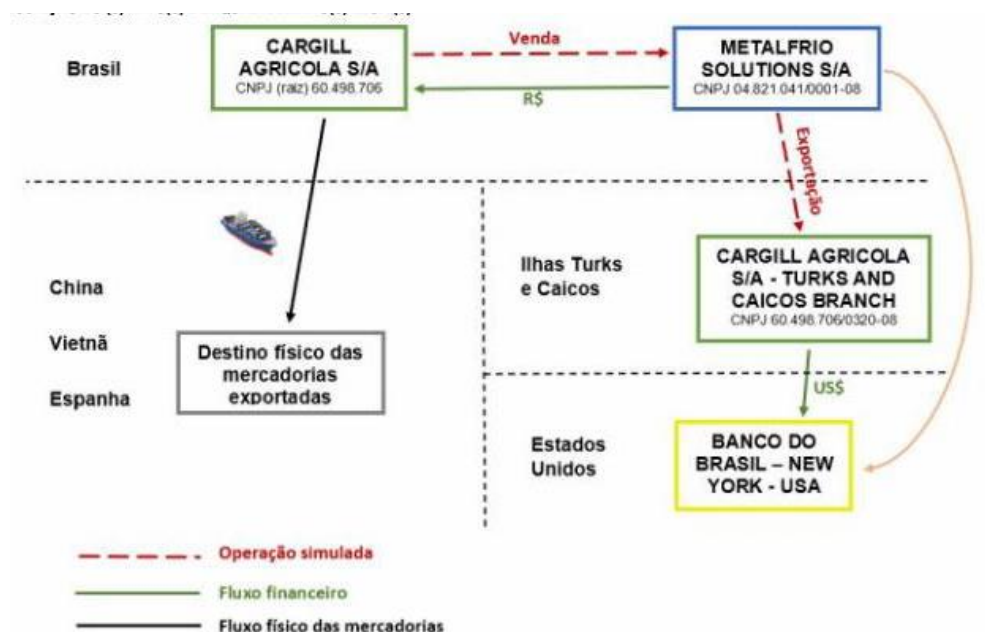 Brasil
CARGILL
AGRICOLA S/A
CNPJ (raiz) 60.498.706
Venda
R$
METALFRIO
SOLUTIONS S/A
CNPJ 04.821.041/0001-08
Exportação
China
Vietnã
Espanha
Destino físico das
mercadorias
exportadas
Ilhas Turks
e Caicos
CARGILL AGRICOLA
S/A - TURKS AND
CAICOS BRANCH
CNPJ 60.498.706/0320-08
US$
Estados
Unidos
BANCO DO
BRASIL – NEW
YORK - USA
Operação simulada
Fluxo financeiro
Fluxo físico das mercadorias